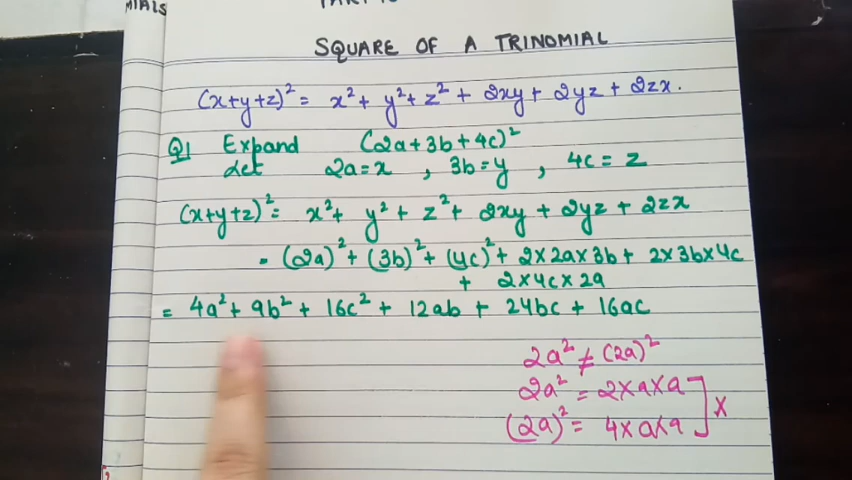 MIALS
SQUARE OF A TRINOMIAL
(x+y+z)² = x² + y² + z² + 2xy + 2yz + 2zx.
Q1 Expand (2a+3b+4c)²
Let 2a=x , 3b=y , 4c = z
(x+y+z)² = x² + y² + z² + 2xy + 2yz + 2zx
= (2a)² + (3b)² + (4c)² + 2×2a×3b + 2×3b×4c
+ 2×4c×2a
= 4a² + 9b² + 16c² + 12ab + 24bc + 16ac
2a² ≠ (2a)²
2a² = 2×a×a
(2a)² = 4×a×a ] X